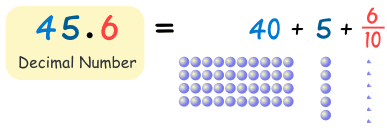 45.6 = 40 + 5 + 6/10
Decimal Number